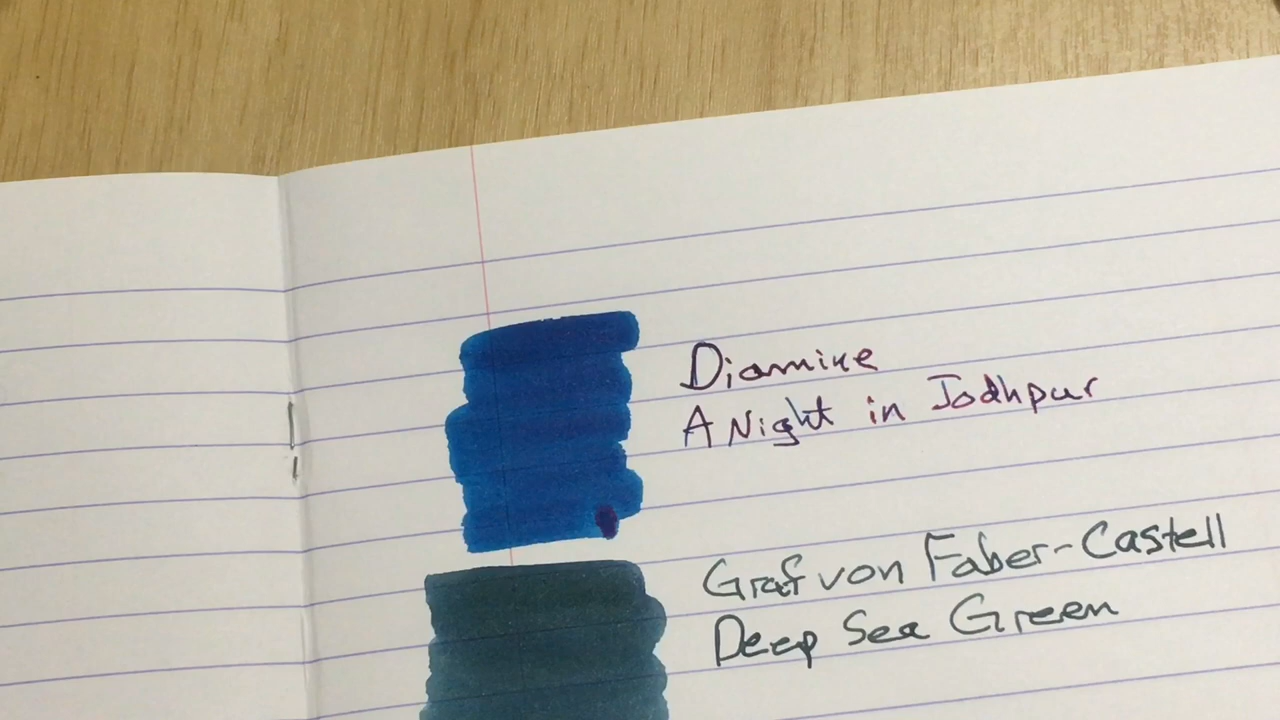 Diamine
A Night in Jodhpur
Graf von Faber-Castell
Deep Sea Green